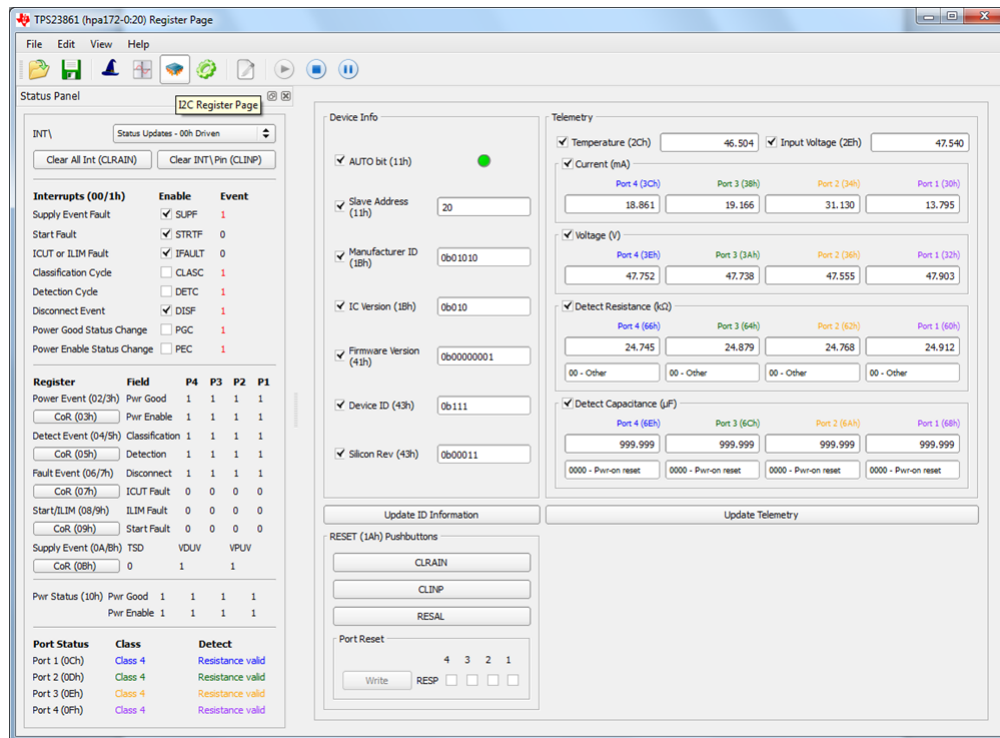 TPS23861 (hpa172-0:20) Register Page
File Edit View Help
Status Panel
I2C Register Page
INT\ Status Updates - 00h Driven
Clear All Int (CLRAIN) Clear INT\ Pin (CLINP)
Interrupts (00/1h) Enable Event
Supply Event Fault SUPF 1
Start Fault STRTF 0
ICUT or ILIM Fault IFAULT 0
Classification Cycle CLASC 1
Detection Cycle DETC 1
Disconnect Event DISF 1
Power Good Status Change PGC 1
Power Enable Status Change PEC 1
Register Field P4 P3 P2 P1
Power Event (02/3h) Pwr Good 1 1 1 1
CoR (03h) Pwr Enable 1 1 1 1
Detect Event (04/5h) Classification 1 1 1 1
CoR (05h) Detection 1 1 1 1
Fault Event (06/7h) Disconnect 1 1 1 1
CoR (07h) ICUT Fault 0 0 0 0
Start/ILIM (08/9h) ILIM Fault 0 0 0 0
CoR (09h) Start Fault 0 0 0 0
Supply Event (0A/Bh) TSD VDUV VPUV
CoR (0Bh) 0 1 1
Pwr Status (10h) Pwr Good 1 1 1 1
Pwr Enable 1 1 1 1
Port Status Class Detect
Port 1 (0Ch) Class 4 Resistance valid
Port 2 (0Dh) Class 4 Resistance valid
Port 3 (0Eh) Class 4 Resistance valid
Port 4 (0Fh) Class 4 Resistance valid
Device Info
AUTO bit (11h)
Slave Address (11h) 20
Manufacturer ID (1Bh) 0b01010
IC Version (1Bh) 0b010
Firmware Version (41h) 0b00000001
Device ID (43h) 0b111
Silicon Rev (43h) 0b00011
Update ID Information
RESET (1Ah) Pushbuttons
CLRAIN
CLINP
RESAL
Port Reset
4 3 2 1
Write RESP
Telemetry
Temperature (2Ch) 46.504 Input Voltage (2Eh) 47.540
Current (mA)
Port 4 (3Ch) Port 3 (38h) Port 2 (34h) Port 1 (30h)
18.861 19.166 31.130 13.795
Voltage (V)
Port 4 (3Eh) Port 3 (3Ah) Port 2 (36h) Port 1 (32h)
47.752 47.738 47.555 47.903
Detect Resistance (kΩ)
Port 4 (66h) Port 3 (64h) Port 2 (62h) Port 1 (60h)
24.745 24.879 24.768 24.912
00 - Other 00 - Other 00 - Other 00 - Other
Detect Capacitance (µF)
Port 4 (6Eh) Port 3 (6Ch) Port 2 (6Ah) Port 1 (68h)
999.999 999.999 999.999 999.999
0000 - Pwr-on reset 0000 - Pwr-on reset 0000 - Pwr-on reset 0000 - Pwr-on reset
Update Telemetry